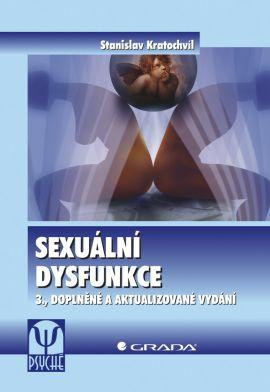 Stanislav Kratochvíl
SEXUÁLNÍ
DYSFUNKCE
3., DOPLNĚNÉ A AKTUALIZOVANÉ VYDÁNÍ
Ψ
PSYCHÉ
GRADA